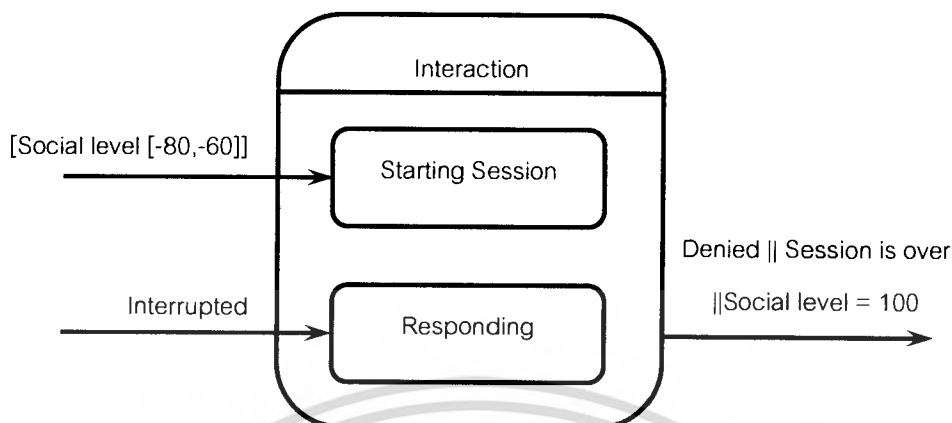 Interaction
[Social level [-80,-60]]
Starting Session
Denied || Session is over
||Social level = 100
Interrupted
Responding